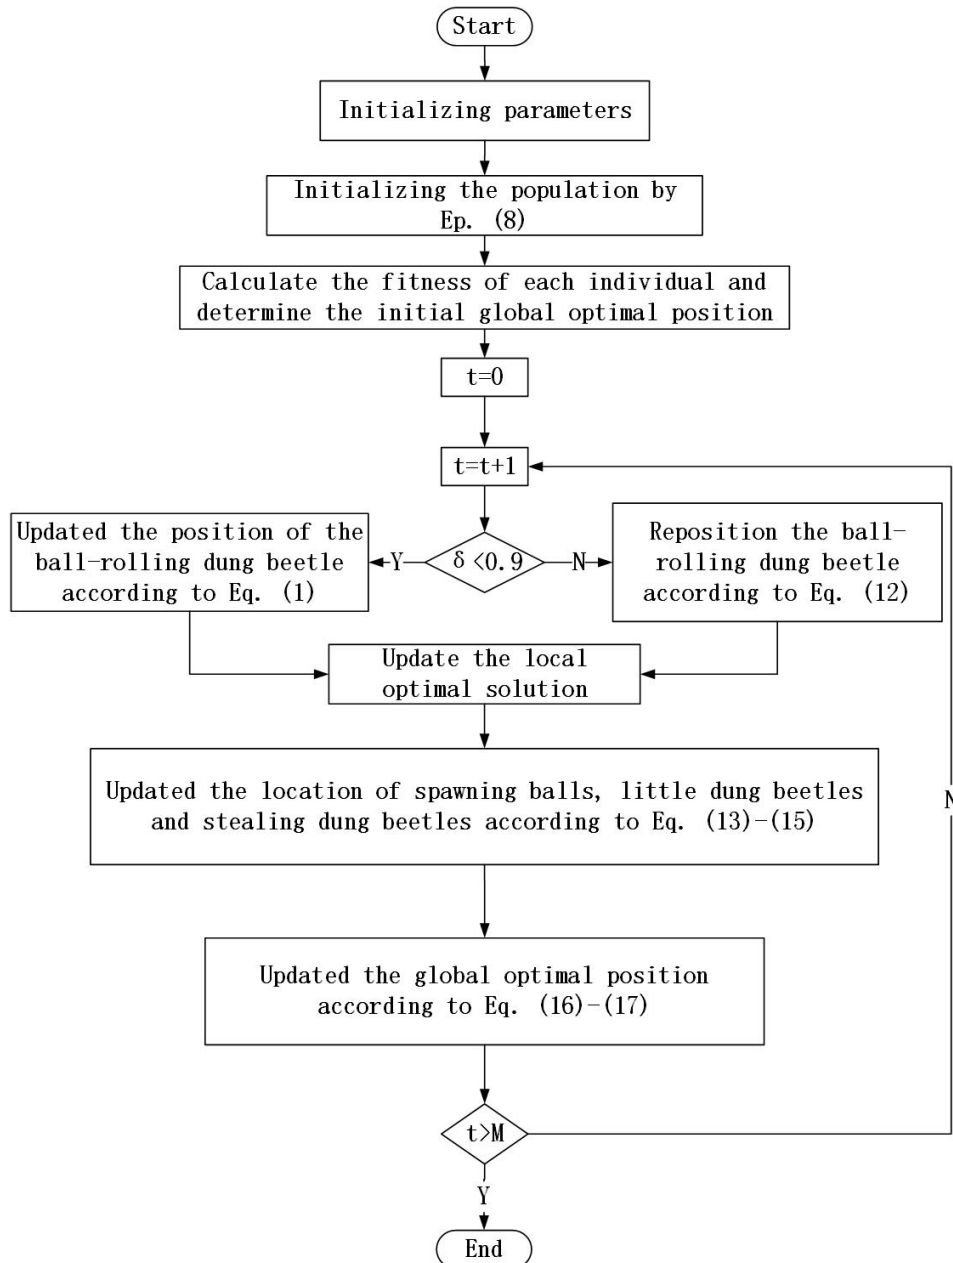 Start
Initializing parameters
Initializing the population by
Ep. (8)
Calculate the fitness of each individual and
determine the initial global optimal position
t=0
t=t+1
Updated the position of the
ball-rolling dung beetle
according to Eq. (1)
Y
δ<0.9
N
Reposition the ball-
rolling dung beetle
according to Eq. (12)
Update the local
optimal solution
Updated the location of spawning balls, little dung beetles
and stealing dung beetles according to Eq. (13)-(15)
N
Updated the global optimal position
according to Eq. (16)-(17)
t>M
Y
End